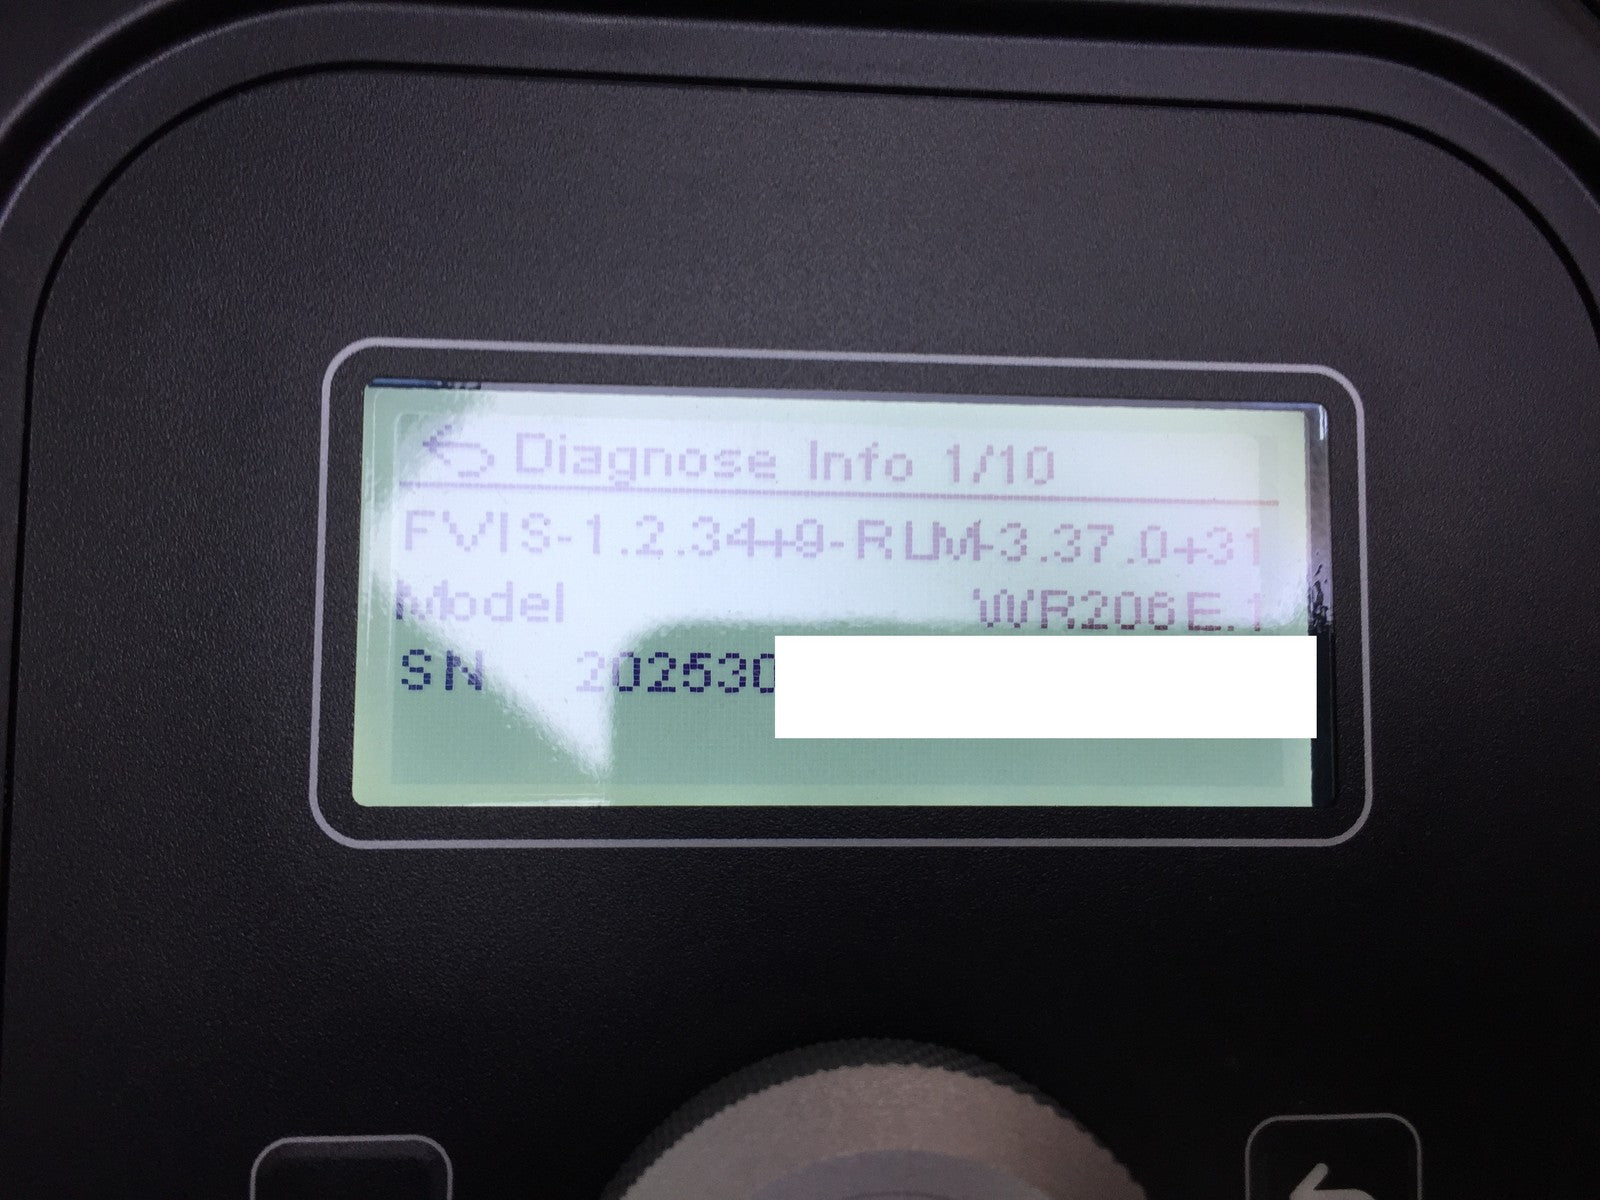 Diagnose Info 1/10
FVIS-1.2.34+9-RLM-3.37.0+31
Model WR206E.1
SN 202530